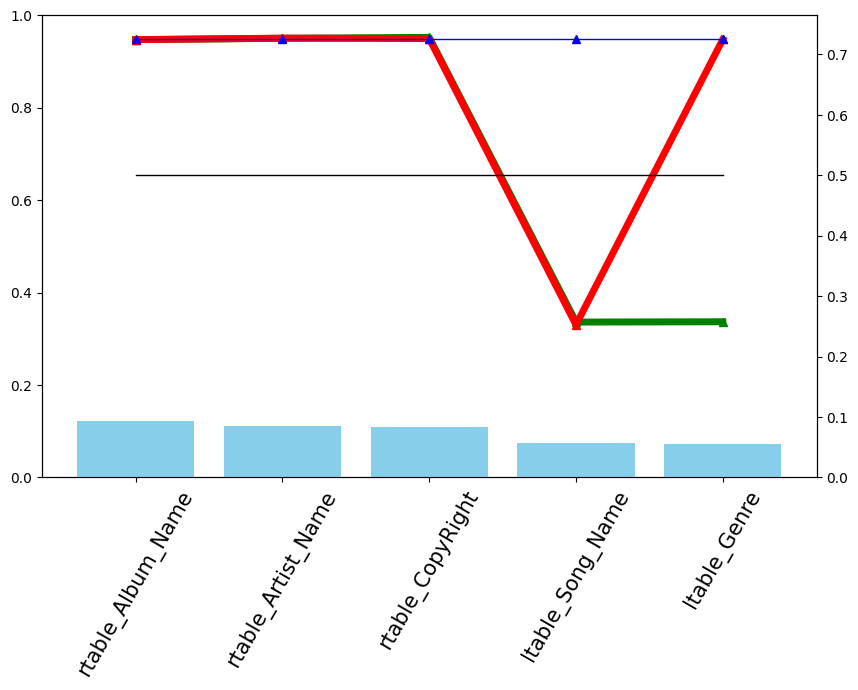 1.0
0.8
0.6
0.4
0.2
0.0
0.7
0.6
0.5
0.4
0.3
0.2
0.1
0.0
rtable_Album_Name
rtable_Artist_Name
rtable_CopyRight
ltable_Song_Name
ltable_Genre